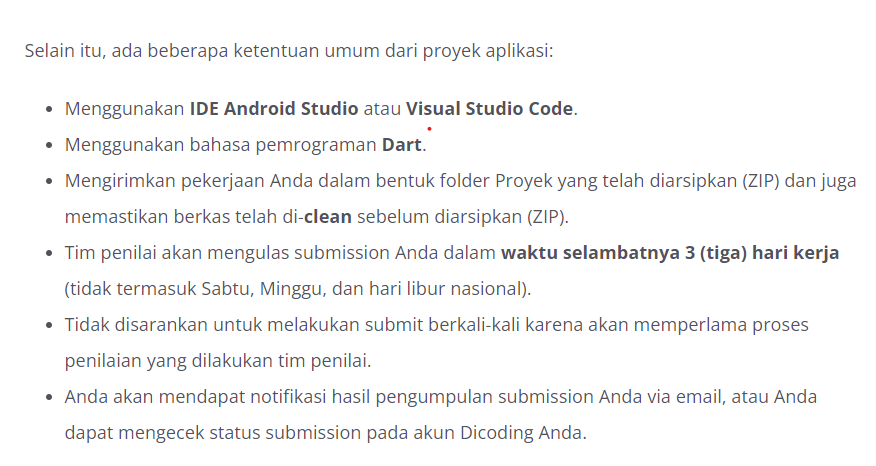 Selain itu, ada beberapa ketentuan umum dari proyek aplikasi:
• Menggunakan IDE Android Studio atau Visual Studio Code.
• Menggunakan bahasa pemrograman Dart.
• Mengirimkan pekerjaan Anda dalam bentuk folder Proyek yang telah diarsipkan (ZIP) dan juga
memastikan berkas telah di-clean sebelum diarsipkan (ZIP).
• Tim penilai akan mengulas submission Anda dalam waktu selambatnya 3 (tiga) hari kerja
(tidak termasuk Sabtu, Minggu, dan hari libur nasional).
• Tidak disarankan untuk melakukan submit berkali-kali karena akan memperlama proses
penilaian yang dilakukan tim penilai.
• Anda akan mendapat notifikasi hasil pengumpulan submission Anda via email, atau Anda
dapat mengecek status submission pada akun Dicoding Anda.